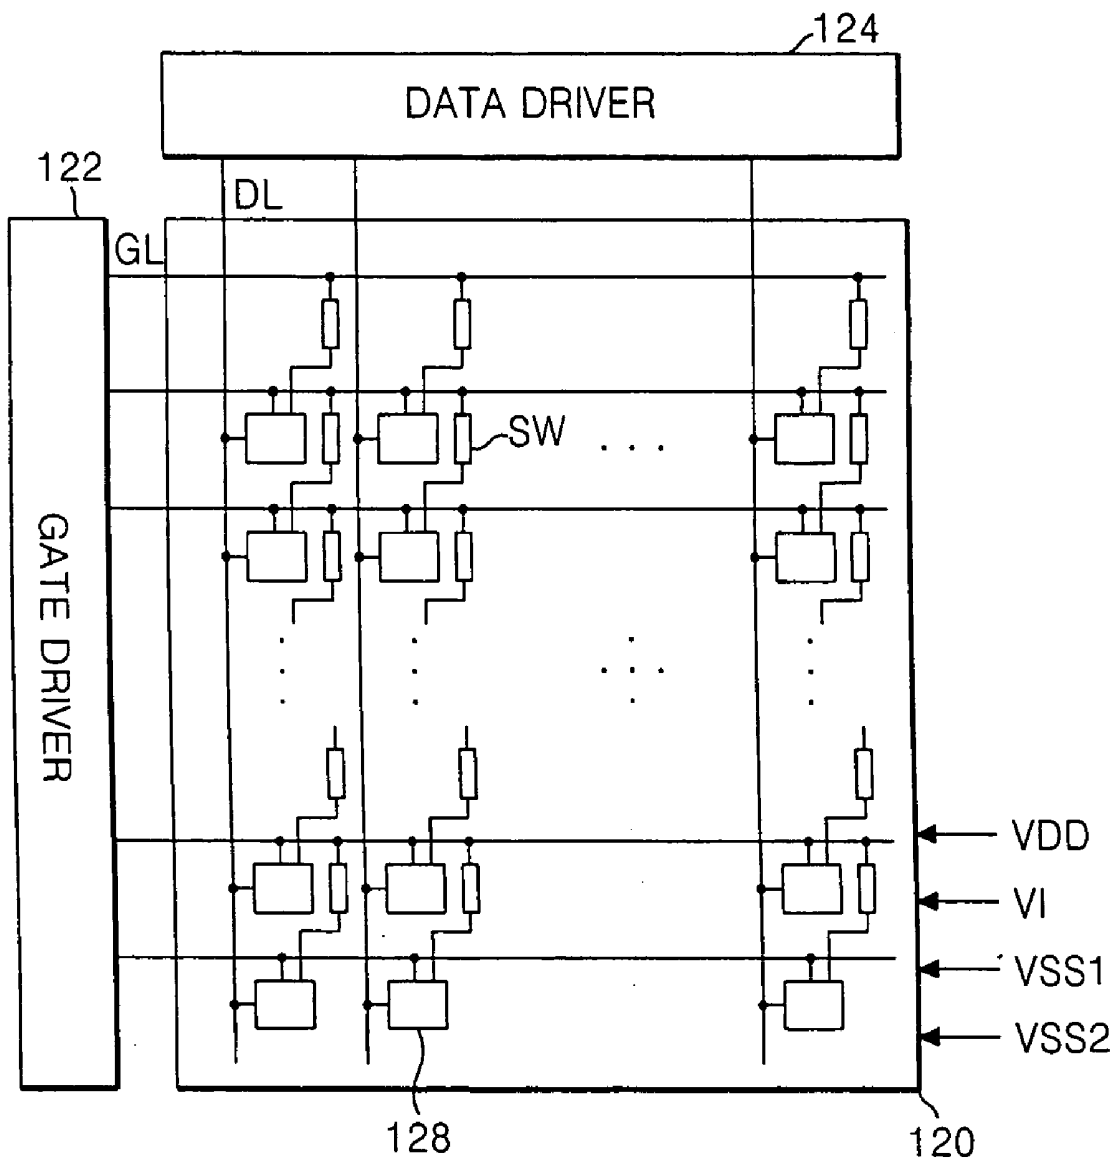 124
DATA DRIVER
122
DL
GL
SW
GATE DRIVER
VDD
VI
VSS1
VSS2
128
120